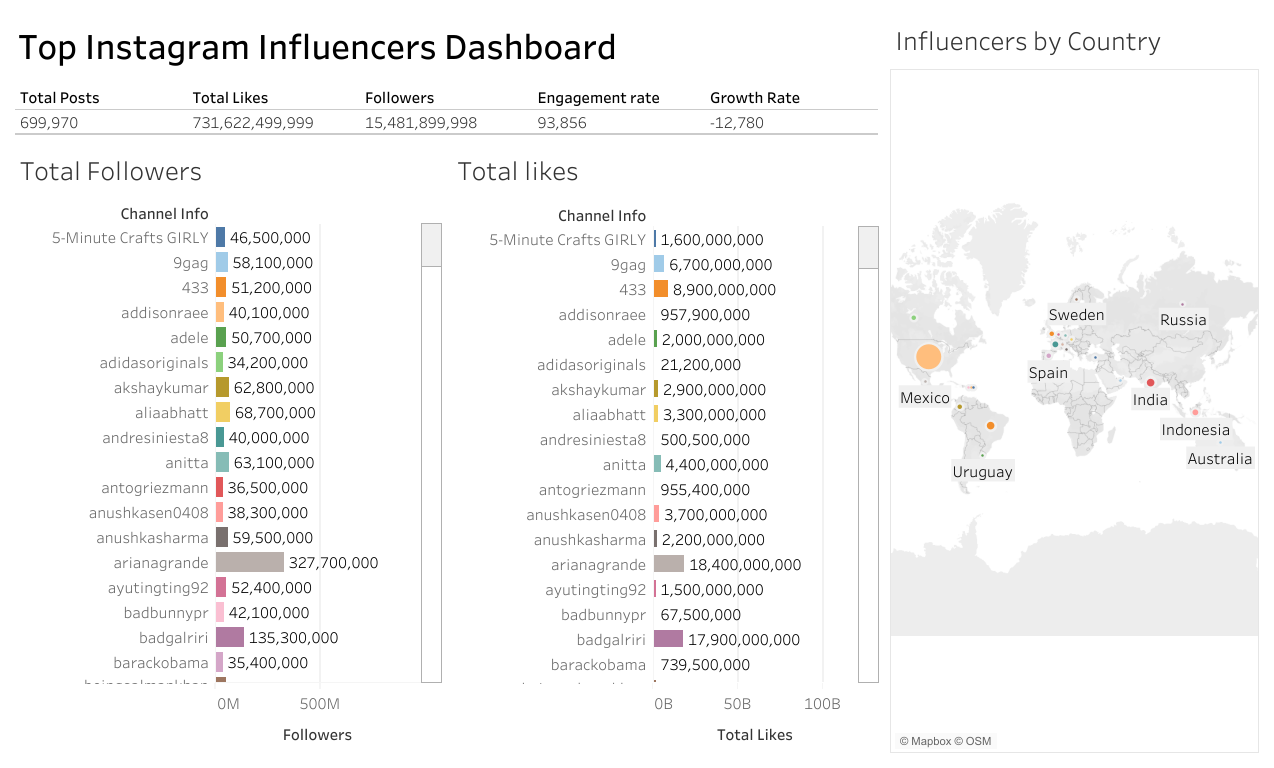 Top Instagram Influencers Dashboard
Total Posts Total Likes Followers Engagement rate Growth Rate
699,970 731,622,499,999 15,481,899,998 93,856 -12,780
Total Followers
Channel Info
5-Minute Crafts GIRLY 46,500,000
9gag 58,100,000
433 51,200,000
addisonraee 40,100,000
adele 50,700,000
adidasoriginals 34,200,000
akshaykumar 62,800,000
aliaabhatt 68,700,000
andresiniesta8 40,000,000
anitta 63,100,000
antogriezmann 36,500,000
anushkasen0408 38,300,000
anushkasharma 59,500,000
arianagrande 327,700,000
ayutingting92 52,400,000
badbunnypr 42,100,000
badgalriri 135,300,000
barackobama 35,400,000
0M 500M
Followers
Total likes
Channel Info
5-Minute Crafts GIRLY 1,600,000,000
9gag 6,700,000,000
433 8,900,000,000
addisonraee 957,900,000
adele 2,000,000,000
adidasoriginals 21,200,000
akshaykumar 2,900,000,000
aliaabhatt 3,300,000,000
andresiniesta8 500,500,000
anitta 4,400,000,000
antogriezmann 955,400,000
anushkasen0408 3,700,000,000
anushkasharma 2,200,000,000
arianagrande 18,400,000,000
ayutingting92 1,500,000,000
badbunnypr 67,500,000
badgalriri 17,900,000,000
barackobama 739,500,000
0B 50B 100B
Total Likes
Influencers by Country
Sweden
Russia
Spain
Mexico
India
Indonesia
Australia
Uruguay
© Mapbox © OSM